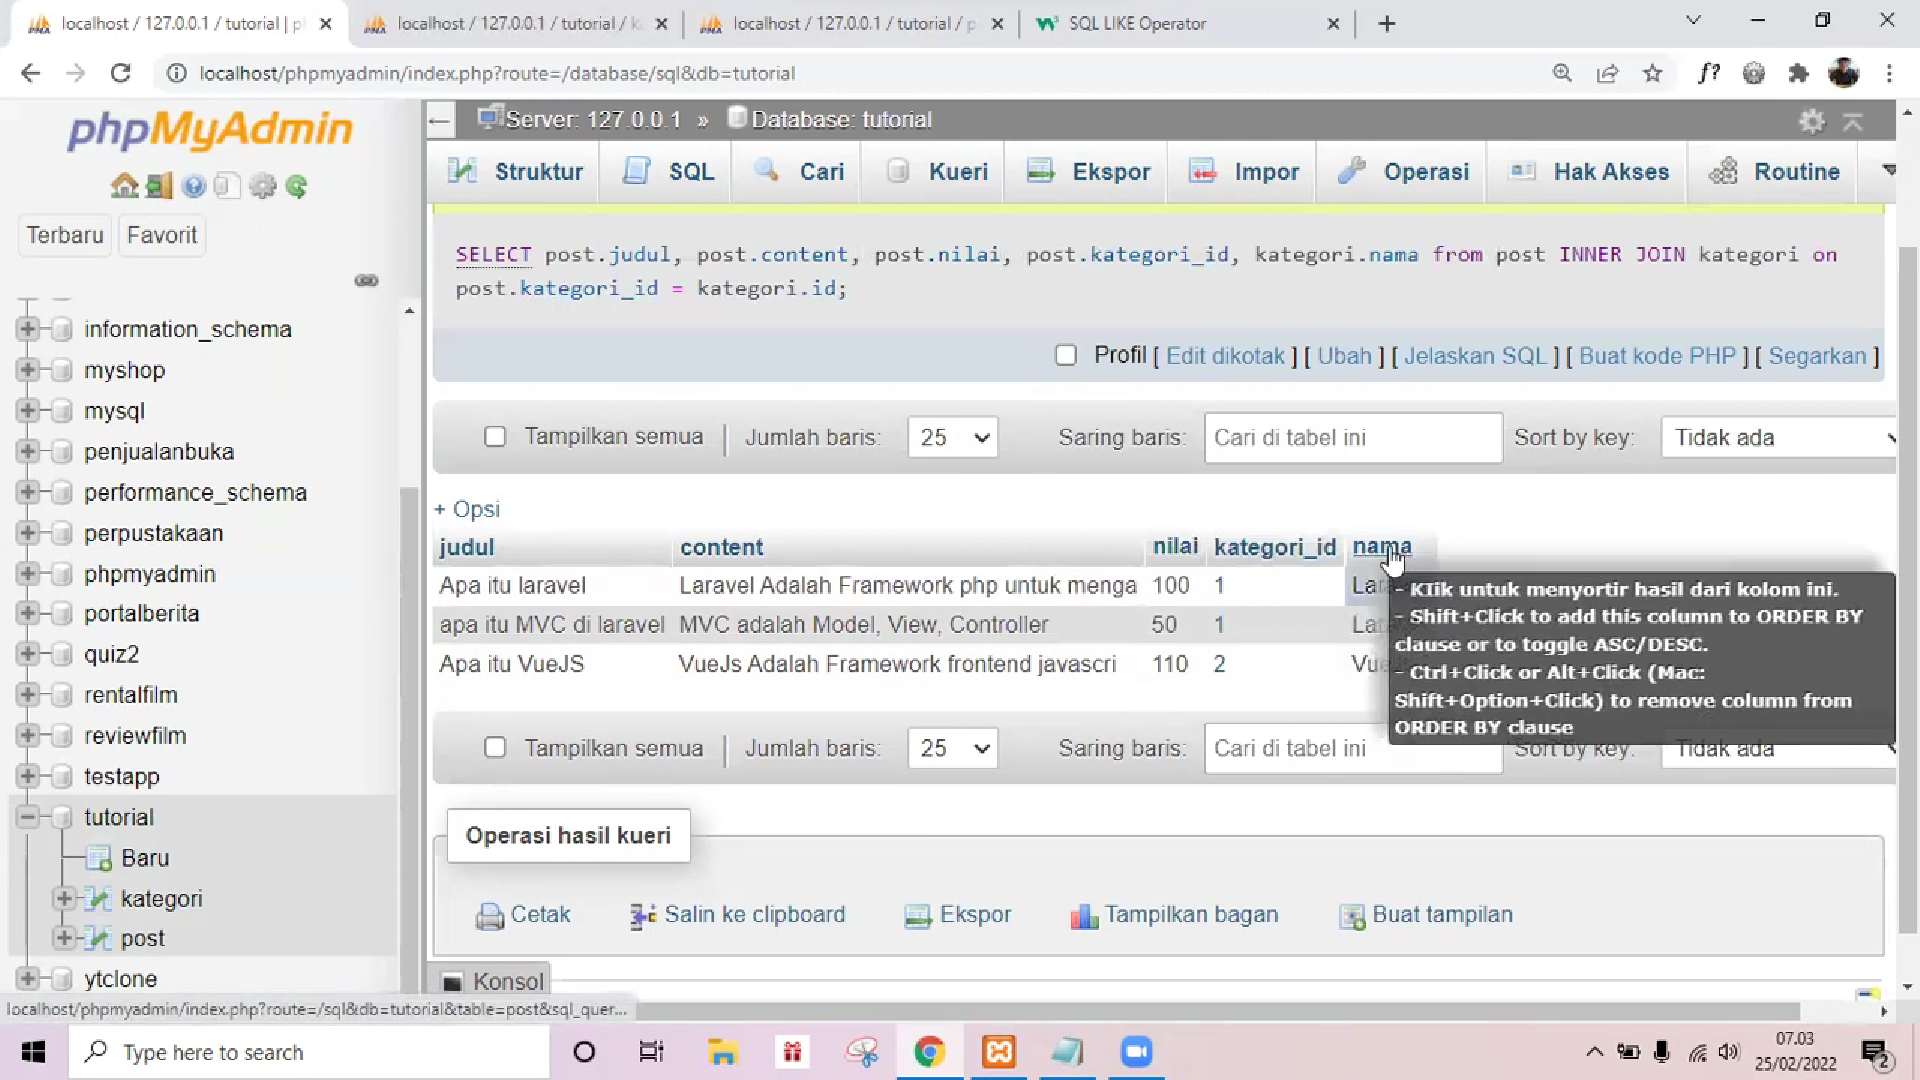 localhost / 127.0.0.1 / tutorial | p
localhost / 127.0.0.1 / tutorial / k
localhost / 127.0.0.1 / tutorial / p
SQL LIKE Operator
localhost/phpmyadmin/index.php?route=/database/sql&db=tutorial
f?
phpMyAdmin
Terbaru
Favorit
information_schema
myshop
mysql
penjualanbuka
performance_schema
perpustakaan
phpmyadmin
portalberita
quiz2
rentalfilm
reviewfilm
testapp
tutorial
Baru
kategori
post
ytclone
Server: 127.0.0.1 » Database: tutorial
Struktur SQL Cari Kueri Ekspor Impor Operasi Hak Akses Routine
SELECT post.judul, post.content, post.nilai, post.kategori_id, kategori.nama from post INNER JOIN kategori on
post.kategori_id = kategori.id;
Profil [ Edit dikotak ] [ Ubah ] [ Jelaskan SQL ] [ Buat kode PHP ] [ Segarkan ]
Tampilkan semua | Jumlah baris: 25 Saring baris: Cari di tabel ini Sort by key: Tidak ada
+ Opsi
judul content nilai kategori_id nama
Apa itu laravel Laravel Adalah Framework php untuk menga 100 1
apa itu MVC di laravel MVC adalah Model, View, Controller 50 1
Apa itu VueJS VueJs Adalah Framework frontend javascri 110 2
- Klik untuk menyortir hasil dari kolom ini.
- Shift+Click to add this column to ORDER BY
clause or to toggle ASC/DESC.
- Ctrl+Click or Alt+Click (Mac:
Shift+Option+Click) to remove column from
ORDER BY clause
Tampilkan semua | Jumlah baris: 25 Saring baris: Cari di tabel ini Sort by key: Tidak ada
Operasi hasil kueri
Cetak Salin ke clipboard Ekspor Tampilkan bagan Buat tampilan
Konsol
localhost/phpmyadmin/index.php?route=/sql&db=tutorial&table=post&sql_quer...
Type here to search
07.03
25/02/2022
2